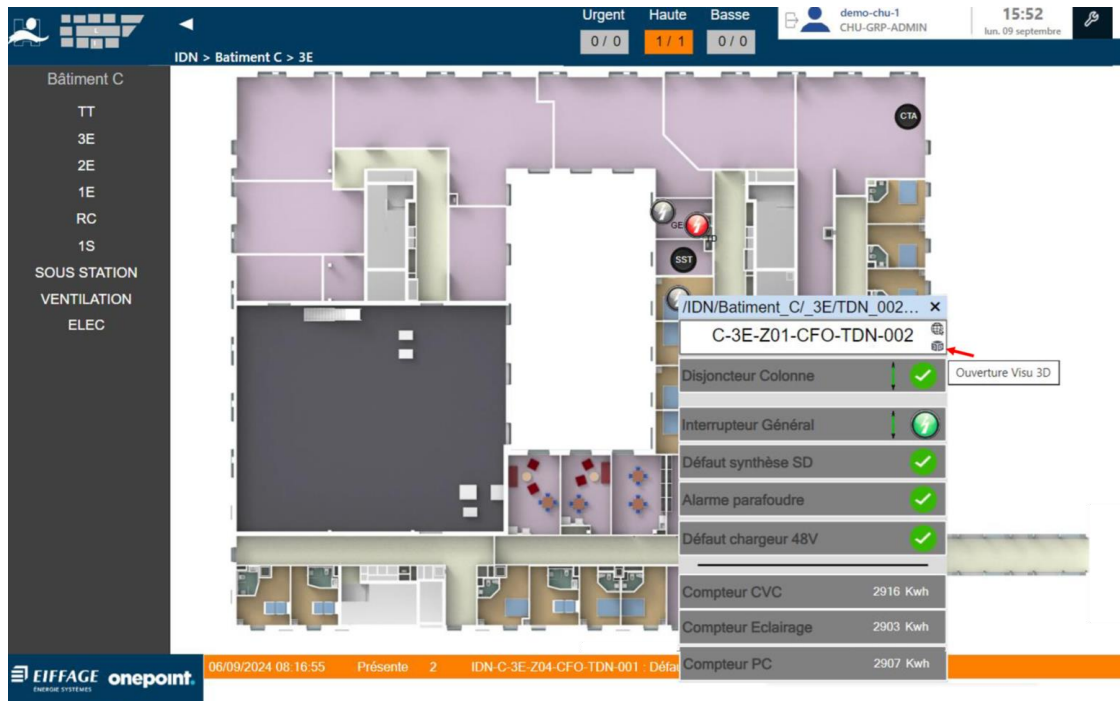 Urgent Haute Basse
0 / 0 1 / 1 0 / 0
demo-chu-1
CHU-GRP-ADMIN
15:52
lun. 09 septembre
IDN > Batiment C > 3E
Bâtiment C
TT
3E
2E
1E
RC
1S
SOUS STATION
VENTILATION
ELEC
CTA
SST
/IDN/Batiment_C/_3E/TDN_002...
C-3E-Z01-CFO-TDN-002
Ouverture Visu 3D
Disjoncteur Colonne
Interrupteur Général
Défaut synthèse SD
Alarme parafoudre
Défaut chargeur 48V
Compteur CVC 2916 Kwh
Compteur Eclairage 2903 Kwh
Compteur PC 2907 Kwh
06/09/2024 08:16:55 Présente 2 IDN-C-3E-Z04-CFO-TDN-001 : Défau
EIFFAGE
ÉNERGIE SYSTÈMES
onepoint.